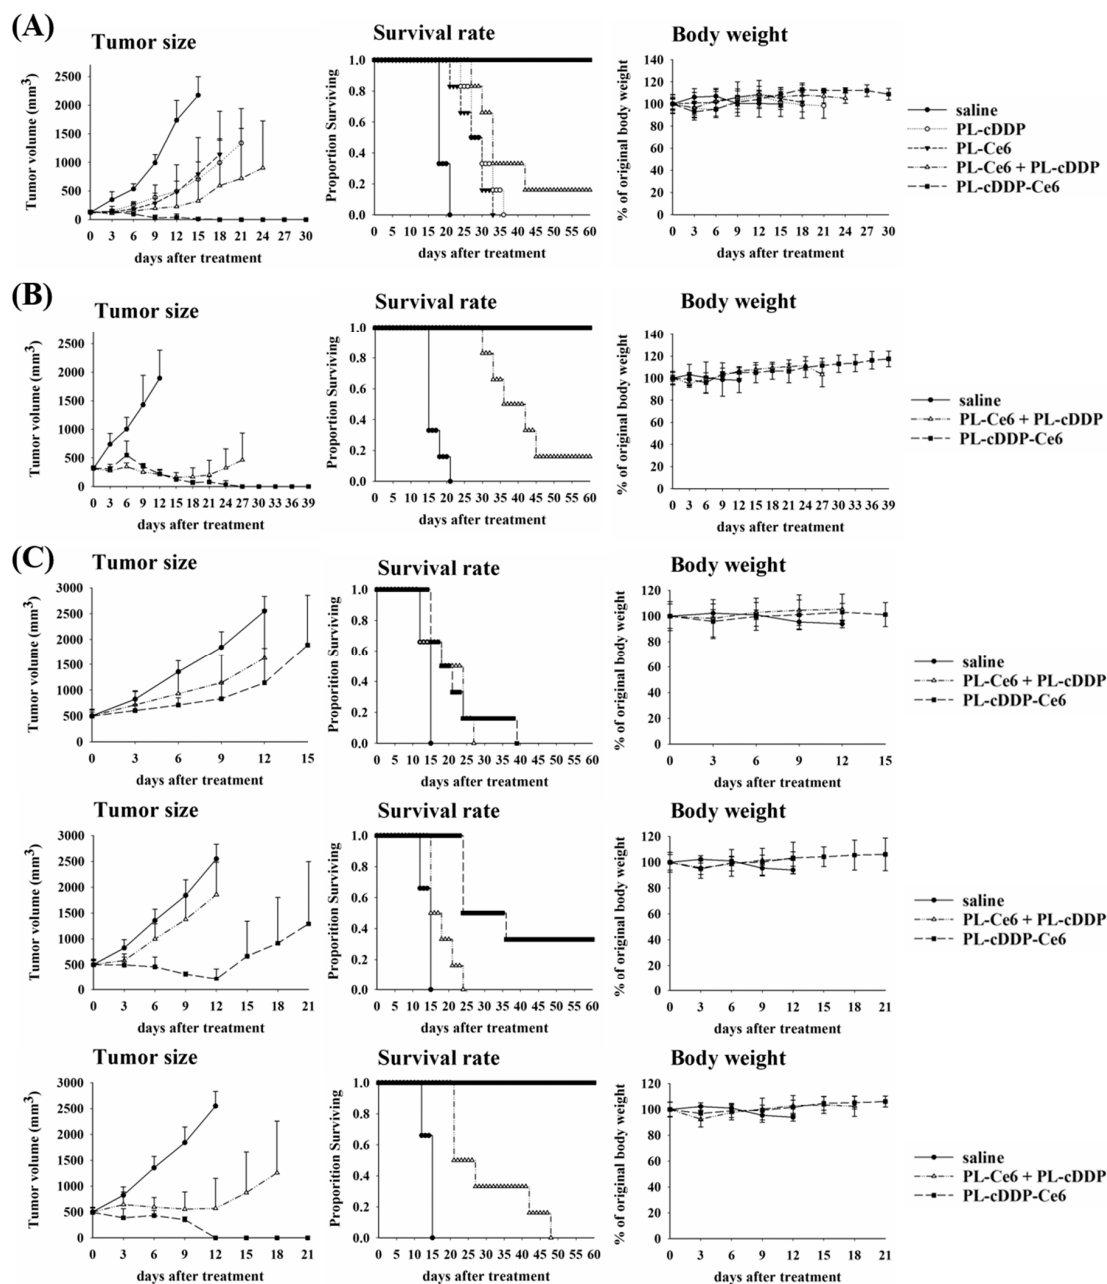 (A)
Tumor size
Survival rate
Body weight
Tumor volume (mm³)
2500
2000
1500
1000
500
0
0 3 6 9 12 15 18 21 24 27 30
days after treatment
Proportion Surviving
1.0
0.8
0.6
0.4
0.2
0.0
0 5 10 15 20 25 30 35 40 45 50 55 60
days after treatment
% of original body weight
140
120
100
80
60
40
20
0
0 3 6 9 12 15 18 21 24 27 30
days after treatment
saline
PL-cDDP
PL-Ce6
PL-Ce6 + PL-cDDP
PL-cDDP-Ce6
(B)
Tumor size
Survival rate
Body weight
Tumor volume (mm³)
2500
2000
1500
1000
500
0
0 3 6 9 12 15 18 21 24 27 30 33 36 39
days after treatment
Proportion Surviving
1.0
0.8
0.6
0.4
0.2
0.0
0 5 10 15 20 25 30 35 40 45 50 55 60
days after treatment
% of original body weight
140
120
100
80
60
40
20
0
0 3 6 9 12 15 18 21 24 27 30 33 36 39
days after treatment
saline
PL-Ce6 + PL-cDDP
PL-cDDP-Ce6
(C)
Tumor size
Survival rate
Body weight
Tumor volume (mm³)
3000
2500
2000
1500
1000
500
0
0 3 6 9 12 15
days after treatment
Proportion Surviving
1.0
0.8
0.6
0.4
0.2
0.0
0 5 10 15 20 25 30 35 40 45 50 55 60
days after treatment
% of original body weight
120
100
80
60
40
20
0
0 3 6 9 12 15
days after treatment
saline
PL-Ce6 + PL-cDDP
PL-cDDP-Ce6
Tumor size
Survival rate
Body weight
Tumor volume (mm³)
3000
2500
2000
1500
1000
500
0
0 3 6 9 12 15 18 21
days after treatment
Proportion Surviving
1.0
0.8
0.6
0.4
0.2
0.0
0 5 10 15 20 25 30 35 40 45 50 55 60
days after treatment
% of original body weight
120
100
80
60
40
20
0
0 3 6 9 12 15 18 21
days after treatment
saline
PL-Ce6 + PL-cDDP
PL-cDDP-Ce6
Tumor size
Survival rate
Body weight
Tumor volume (mm³)
3000
2500
2000
1500
1000
500
0
0 3 6 9 12 15 18 21
days after treatment
Proportion Surviving
1.0
0.8
0.6
0.4
0.2
0.0
0 5 10 15 20 25 30 35 40 45 50 55 60
days after treatment
% of original body weight
120
100
80
60
40
20
0
0 3 6 9 12 15 18 21
days after treatment
saline
PL-Ce6 + PL-cDDP
PL-cDDP-Ce6